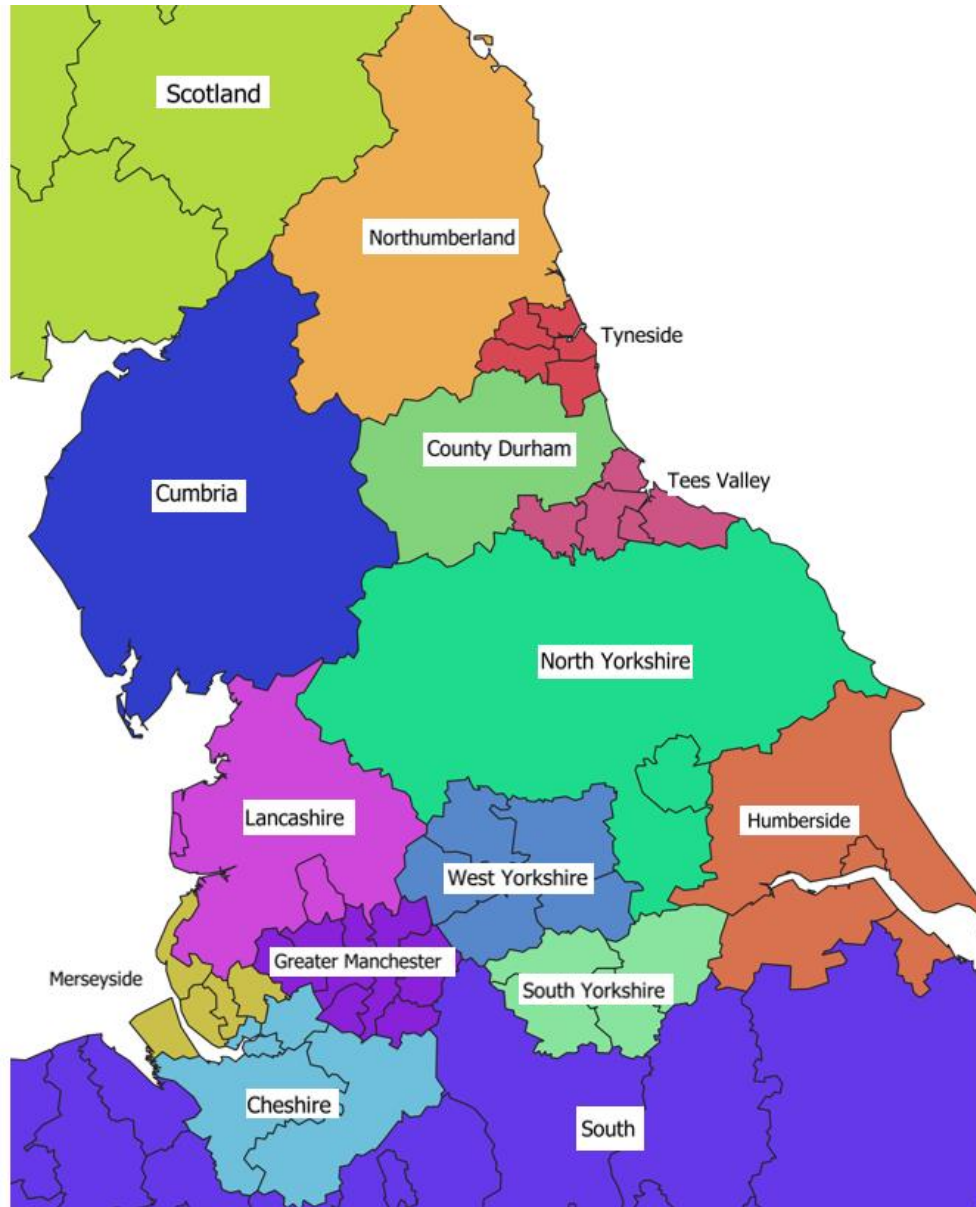 Scotland
Northumberland
Tyneside
County Durham
Tees Valley
Cumbria
North Yorkshire
Lancashire
Humberside
West Yorkshire
Greater Manchester
Merseyside
South Yorkshire
Cheshire
South